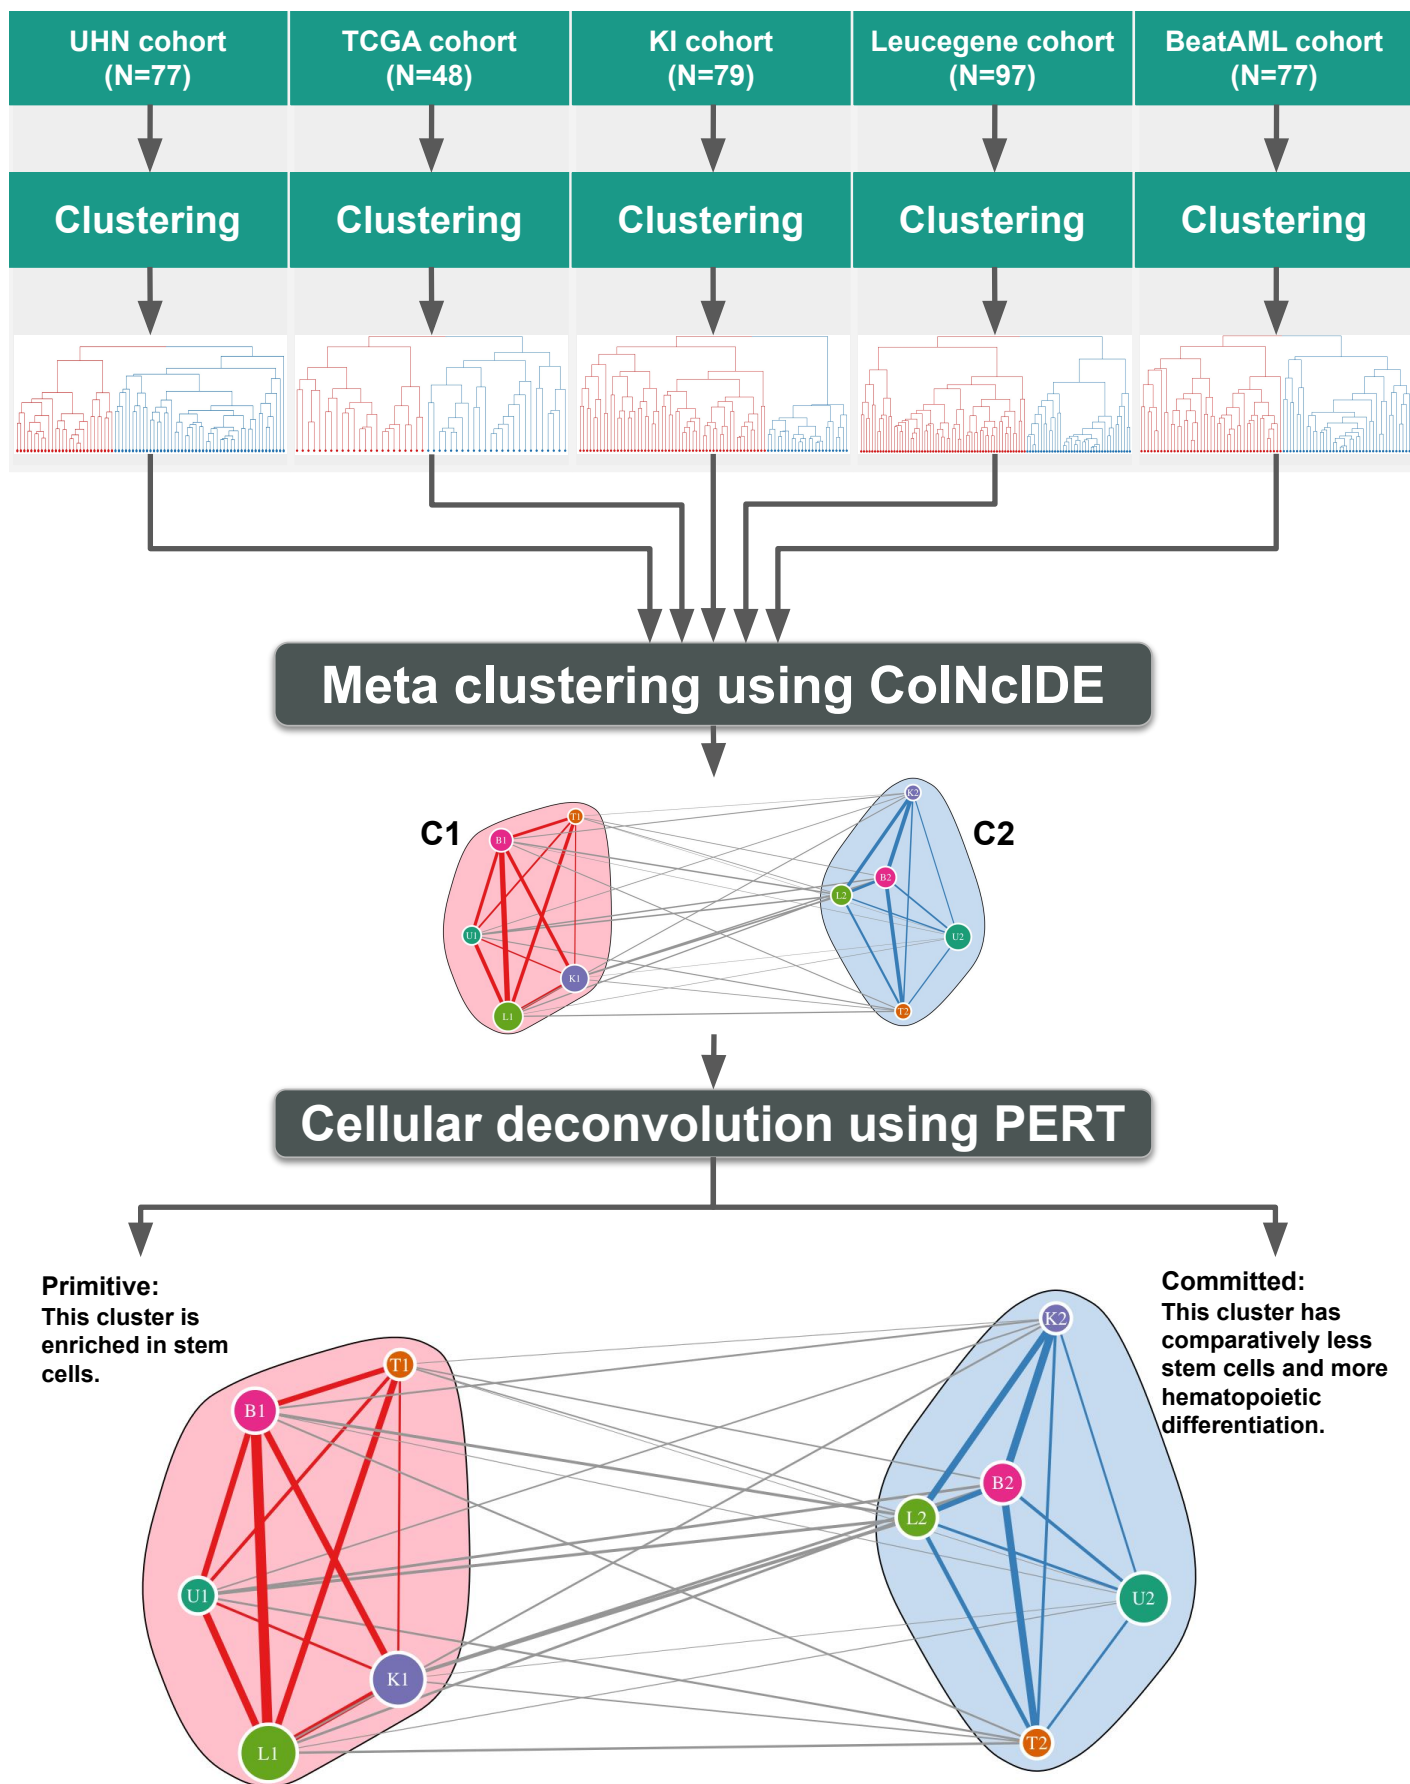 UHN cohort
(N=77)
TCGA cohort
(N=48)
KI cohort
(N=79)
Leucegene cohort
(N=97)
BeatAML cohort
(N=77)
Clustering
Clustering
Clustering
Clustering
Clustering
Meta clustering using CoINcIDE
C1
C2
T1
B1
U1
K1
L1
K2
B2
L2
U2
T2
Cellular deconvolution using PERT
Primitive:
This cluster is
enriched in stem
cells.
Committed:
This cluster has
comparatively less
stem cells and more
hematopoietic
differentiation.
T1
B1
U1
K1
L1
K2
B2
L2
U2
T2